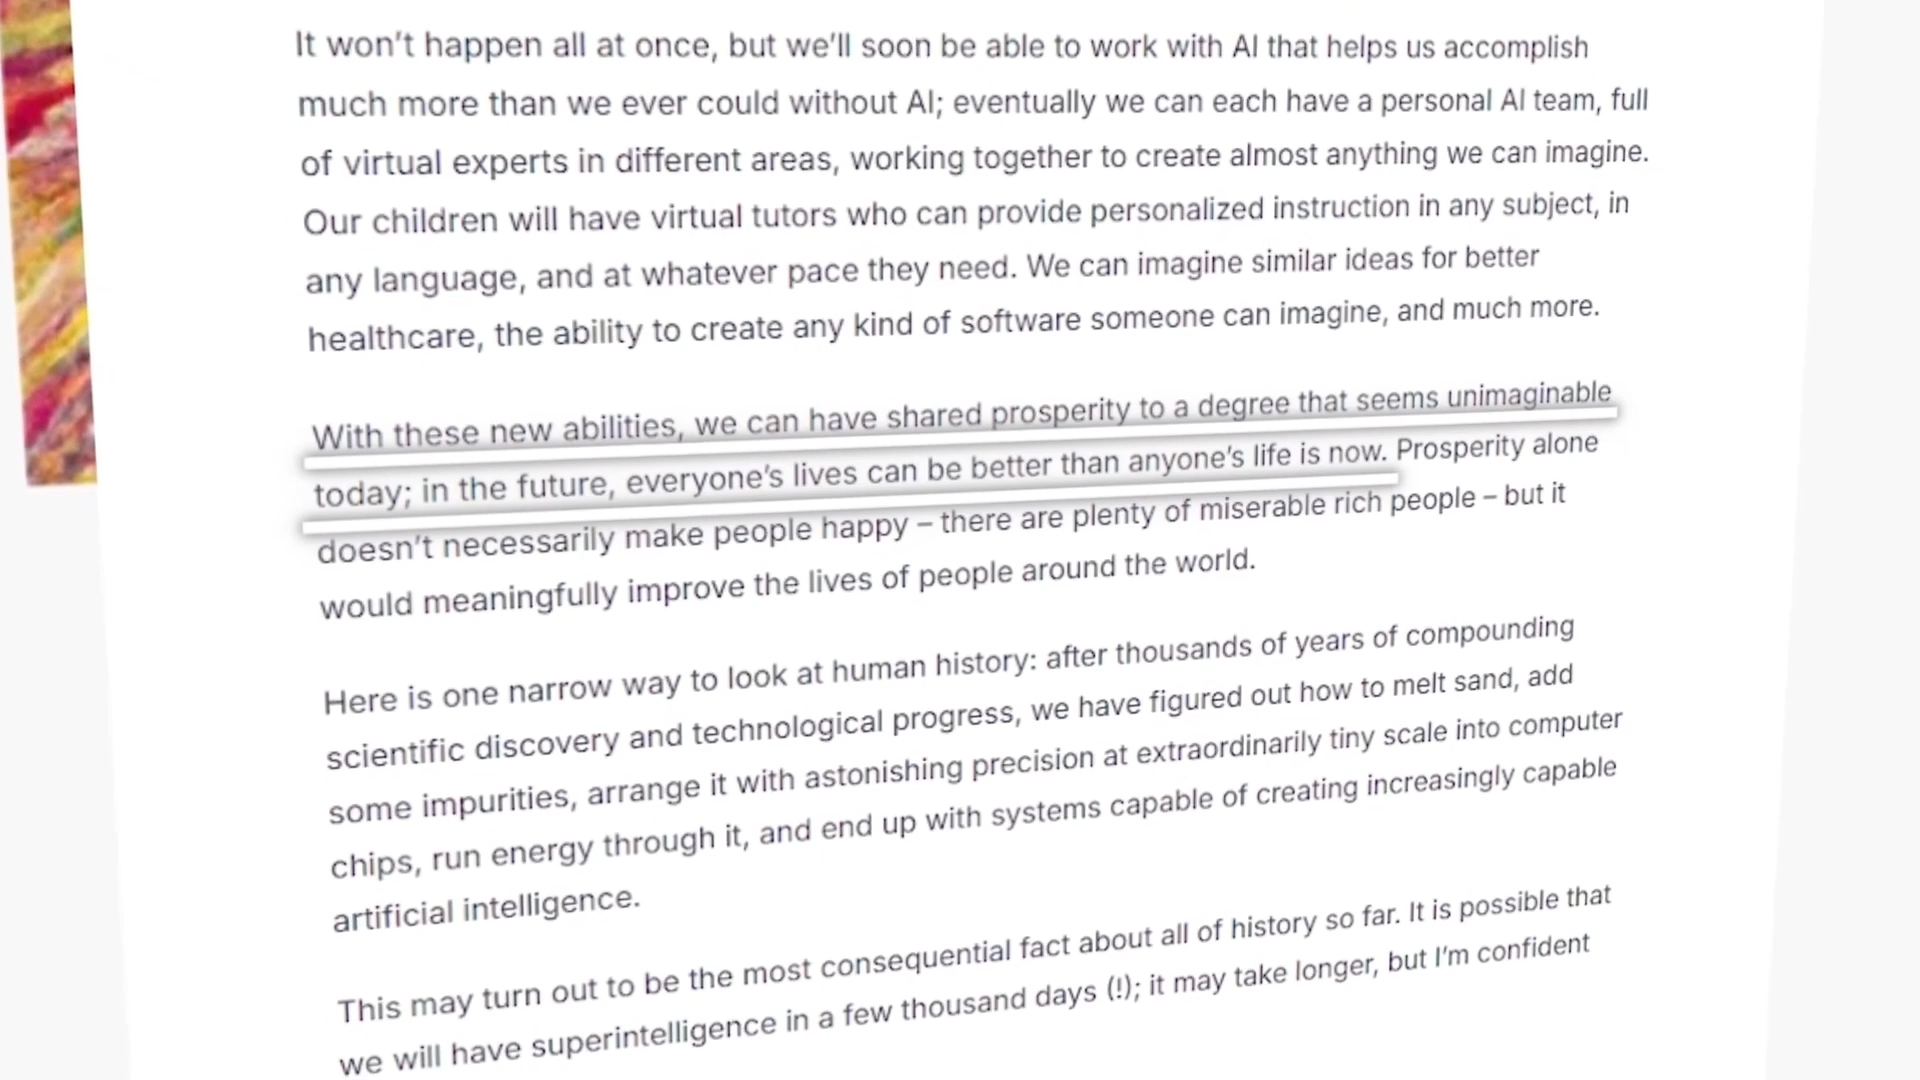 It won’t happen all at once, but we’ll soon be able to work with AI that helps us accomplish
much more than we ever could without AI; eventually we can each have a personal AI team, full
of virtual experts in different areas, working together to create almost anything we can imagine.
Our children will have virtual tutors who can provide personalized instruction in any subject, in
any language, and at whatever pace they need. We can imagine similar ideas for better
healthcare, the ability to create any kind of software someone can imagine, and much more.
With these new abilities, we can have shared prosperity to a degree that seems unimaginable
today; in the future, everyone’s lives can be better than anyone’s life is now. Prosperity alone
doesn’t necessarily make people happy – there are plenty of miserable rich people – but it
would meaningfully improve the lives of people around the world.
Here is one narrow way to look at human history: after thousands of years of compounding
scientific discovery and technological progress, we have figured out how to melt sand, add
some impurities, arrange it with astonishing precision at extraordinarily tiny scale into computer
chips, run energy through it, and end up with systems capable of creating increasingly capable
artificial intelligence.
This may turn out to be the most consequential fact about all of history so far. It is possible that
we will have superintelligence in a few thousand days (!); it may take longer, but I’m confident